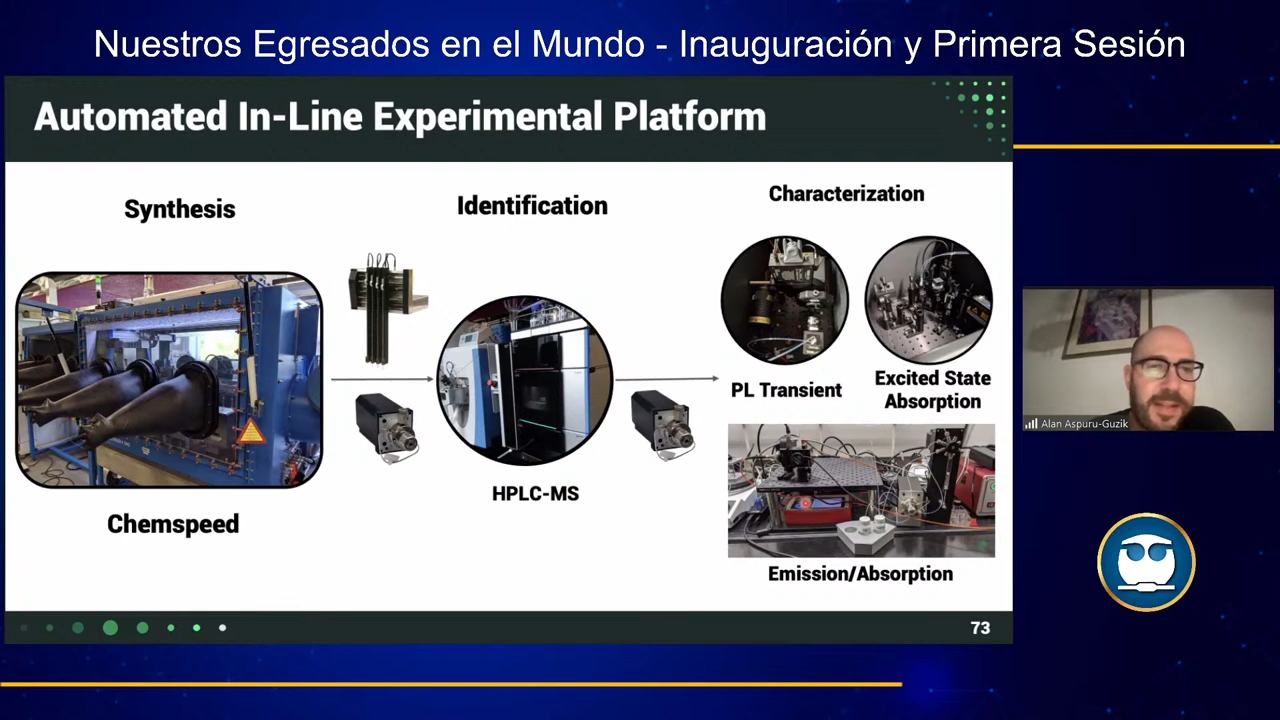 Nuestros Egresados en el Mundo - Inauguración y Primera Sesión
Automated In-Line Experimental Platform
Synthesis
Identification
Characterization
PL Transient
Excited State
Absorption
HPLC-MS
Chemspeed
Emission/Absorption
73
Alan Aspuru-Guzik